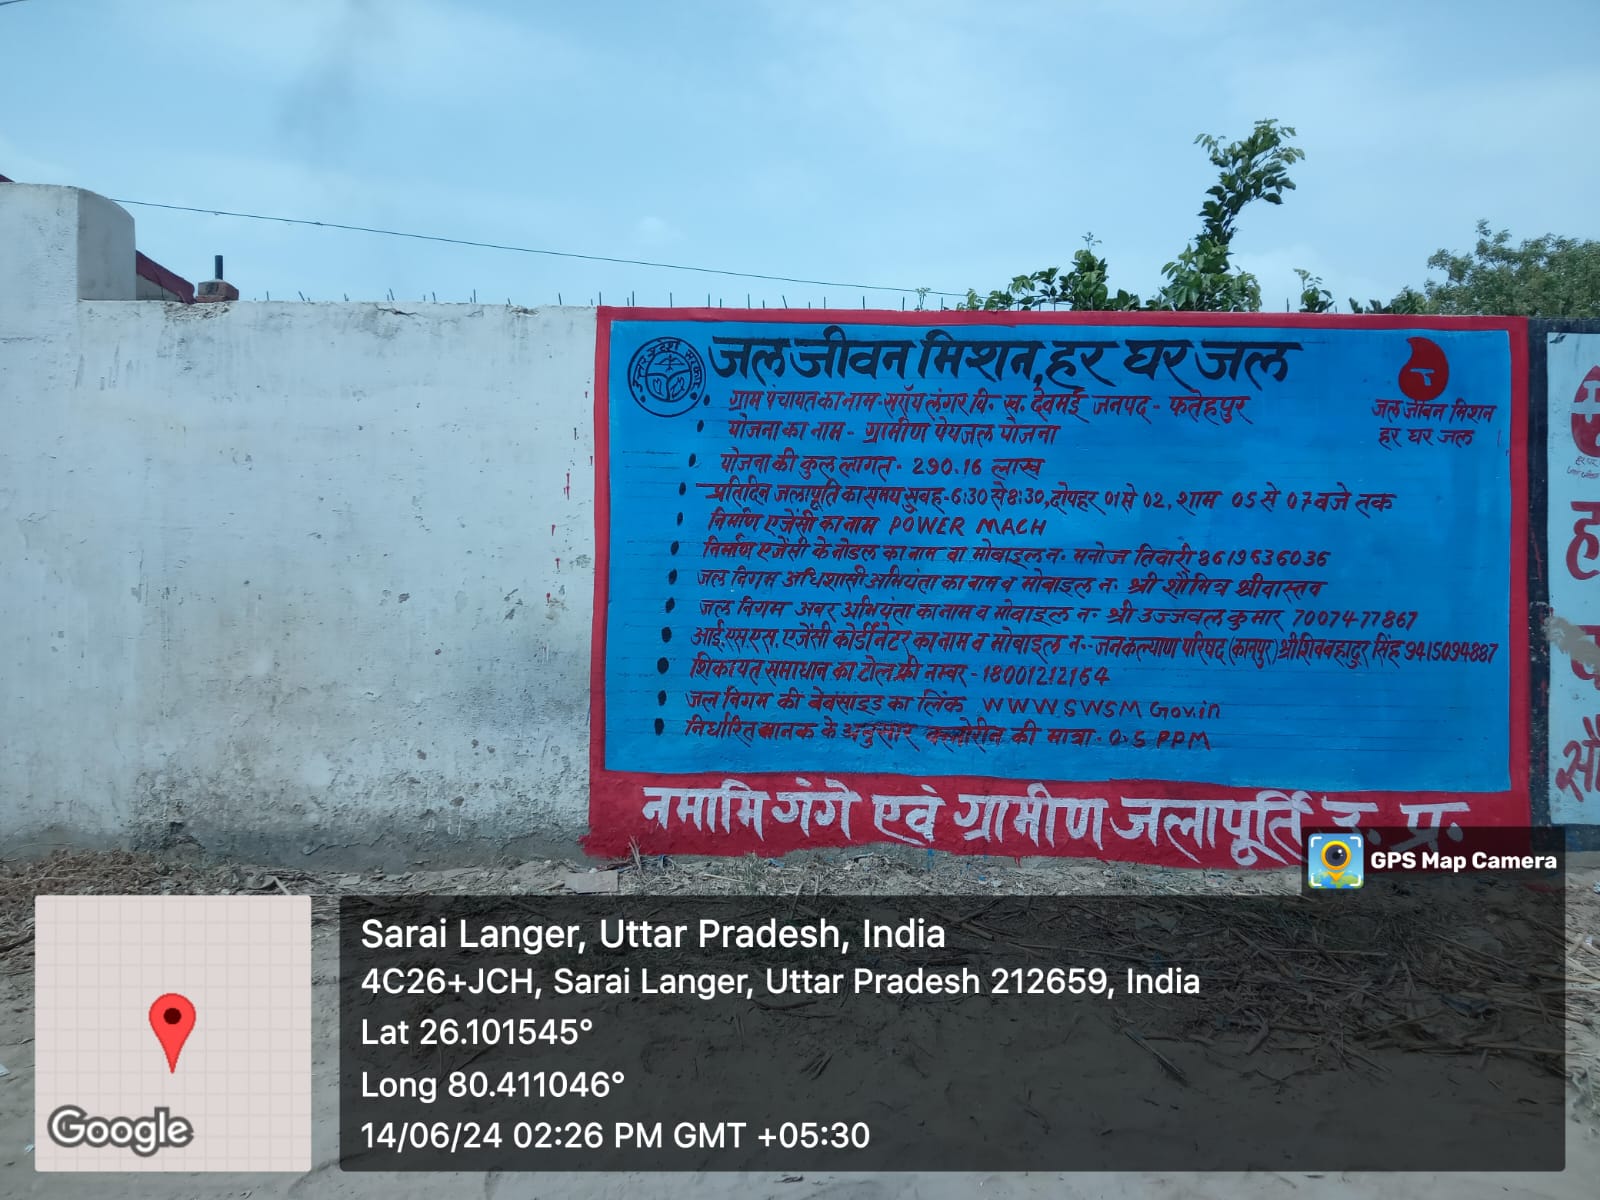 उत्तर प्रदेश सरकार
जल जीवन मिशन, हर घर जल
जल जीवन मिशन
हर घर जल
ग्राम पंचायत का नाम - सरॉय लंगर वि. ख. देवमई जनपद - फतेहपुर
योजना का नाम - ग्रामीण पेयजल योजना
योजना की कुल लागत - 290.16 लाख
प्रतिदिन जलापूर्ति का समय सुबह - 6:30 से 8:30, दोपहर 01 से 02, शाम 05 से 07 बजे तक
निर्माण एजेंसी का नाम POWER MACH
निर्माण एजेंसी के नोडल का नाम वा मोबाइल न. मनोज तिवारी 8619636036
जल निगम अधिशासी अभियंता का नाम व मोबाइल न. श्री शौमित्र श्रीवास्तव
जल निगम अवर अभियंता का नाम व मोबाइल न. श्री उज्जवल कुमार 7007477867
आई.एस.एस. एजेंसी कोर्डीनेटर का नाम व मोबाइल न.- जनकल्याण परिषद (कानपुर) श्री शिवबहादुर सिंह 9415094887
शिकायत समाधान का टोल फ्री नम्बर - 18001212164
जल निगम की वेबसाइड का लिंक WWWSWSM Gov.in
निर्धारित मानक के अनुसार क्लोरीन की मात्रा - 0.5 PPM
नमामि गंगे एवं ग्रामीण जलापूर्ति उ. प्र.
GPS Map Camera
Sarai Langer, Uttar Pradesh, India
4C26+JCH, Sarai Langer, Uttar Pradesh 212659, India
Lat 26.101545°
Long 80.411046°
14/06/24 02:26 PM GMT +05:30
Google